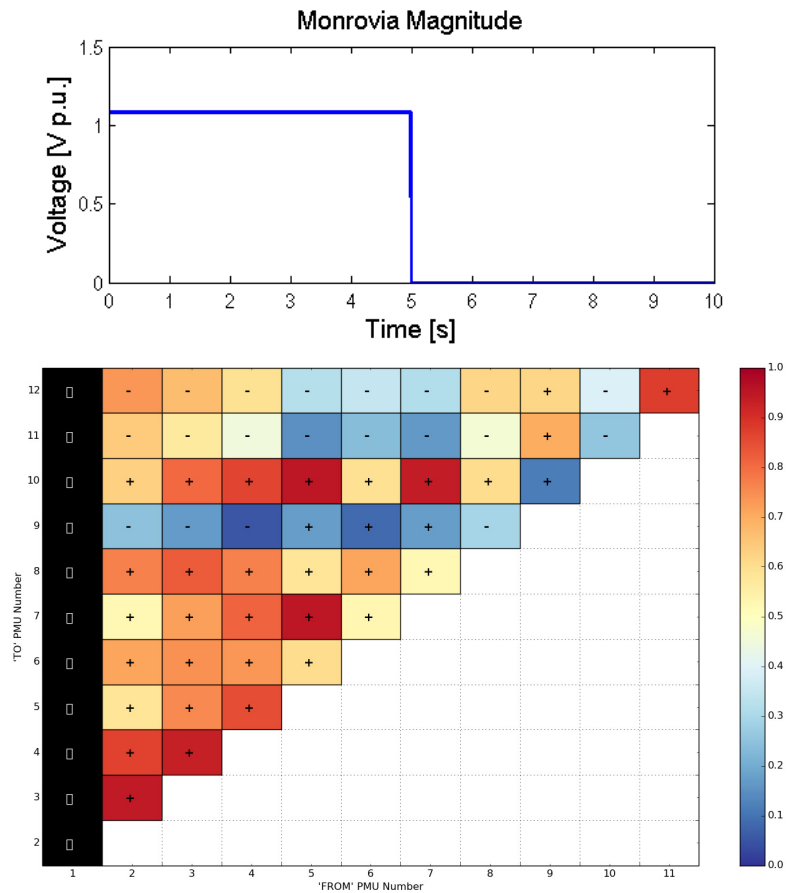 Monrovia Magnitude
Voltage [V p.u.]
1.5
1
0.5
0
0 1 2 3 4 5 6 7 8 9 10
Time [s]
'TO' PMU Number
12 - - - - - - - + - +
11 - - - - - - - + -
10 + + + + + + + +
9 - - - + + + -
8 + + + + + +
7 + + + + +
6 + + + +
5 + + +
4 + +
3 +
2
1 2 3 4 5 6 7 8 9 10 11
'FROM' PMU Number
1.0
0.9
0.8
0.7
0.6
0.5
0.4
0.3
0.2
0.1
0.0